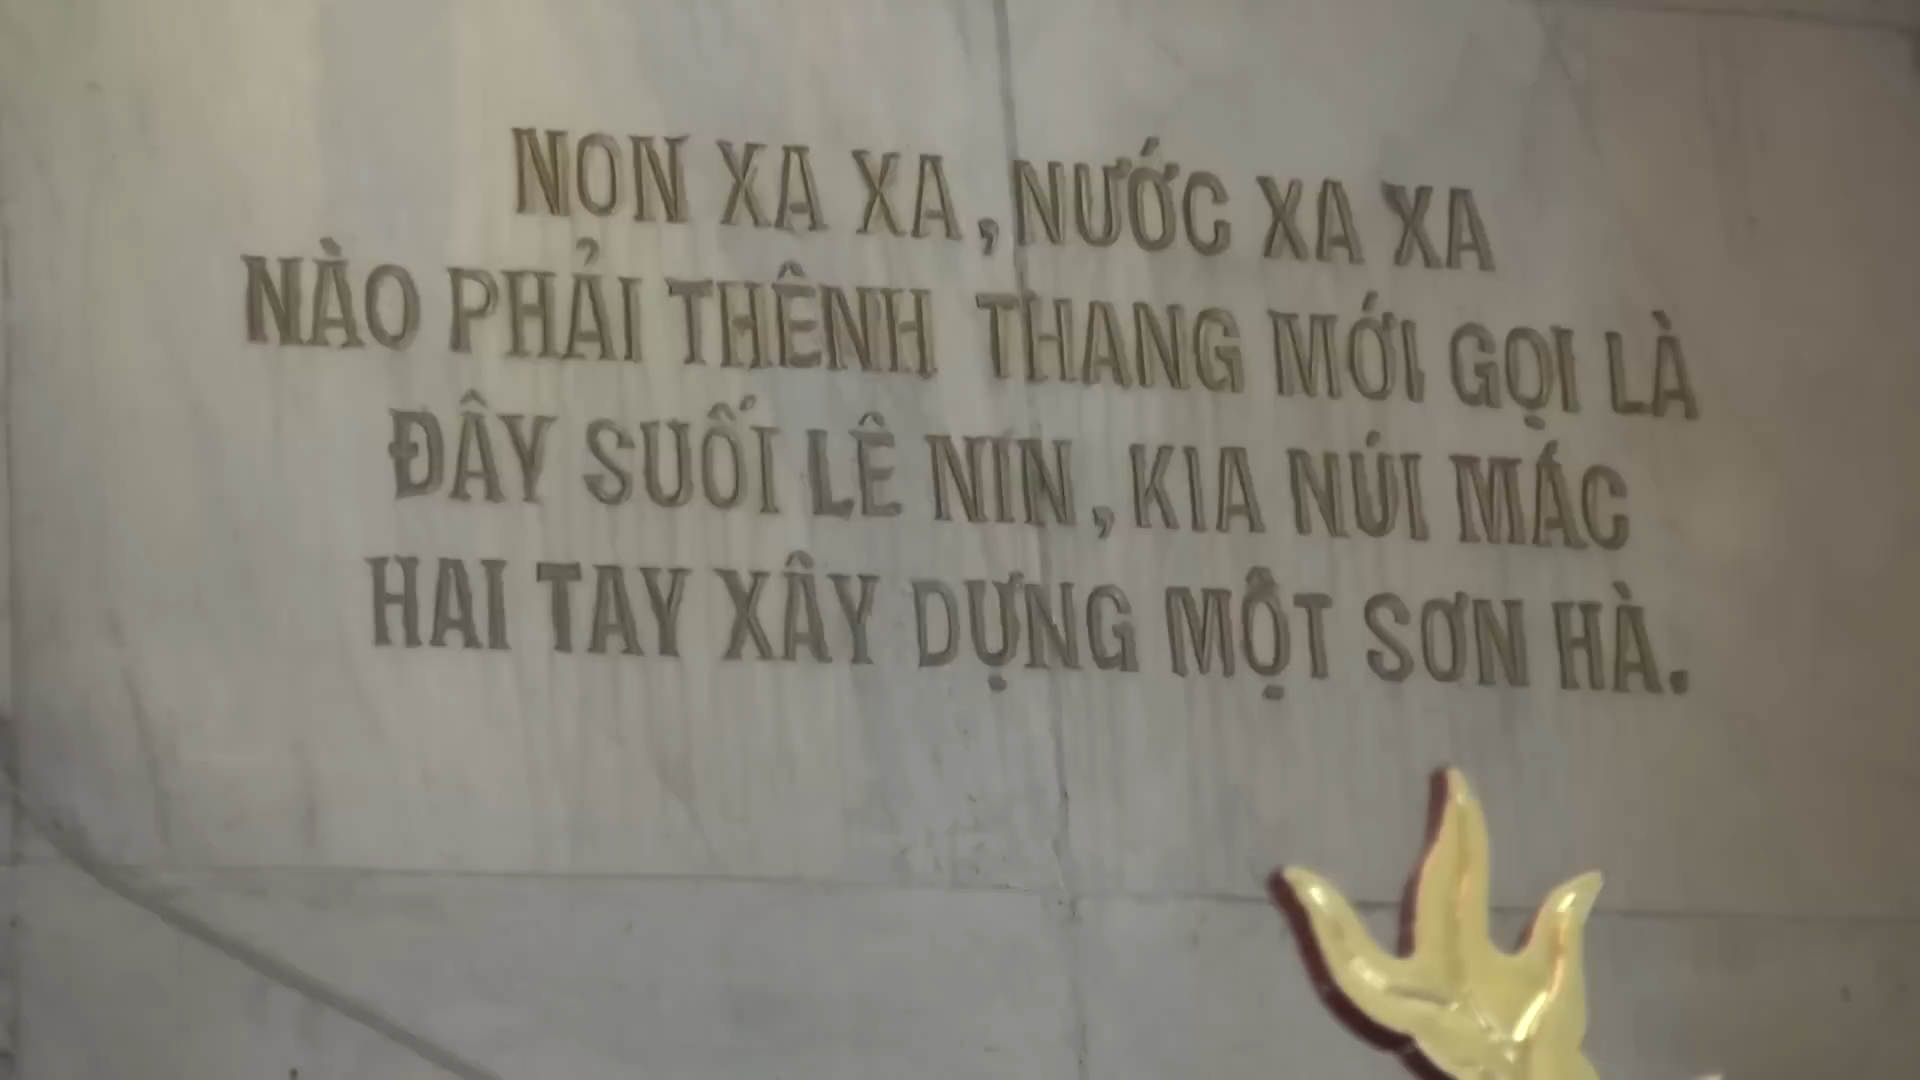 NON XA XA, NƯỚC XA XA
NÀO PHẢI THÊNH THANG MỚI GỌI LÀ
ĐÂY SUỐI LÊ NIN, KIA NÚI MÁC
HAI TAY XÂY DỰNG MỘT SƠN HÀ.